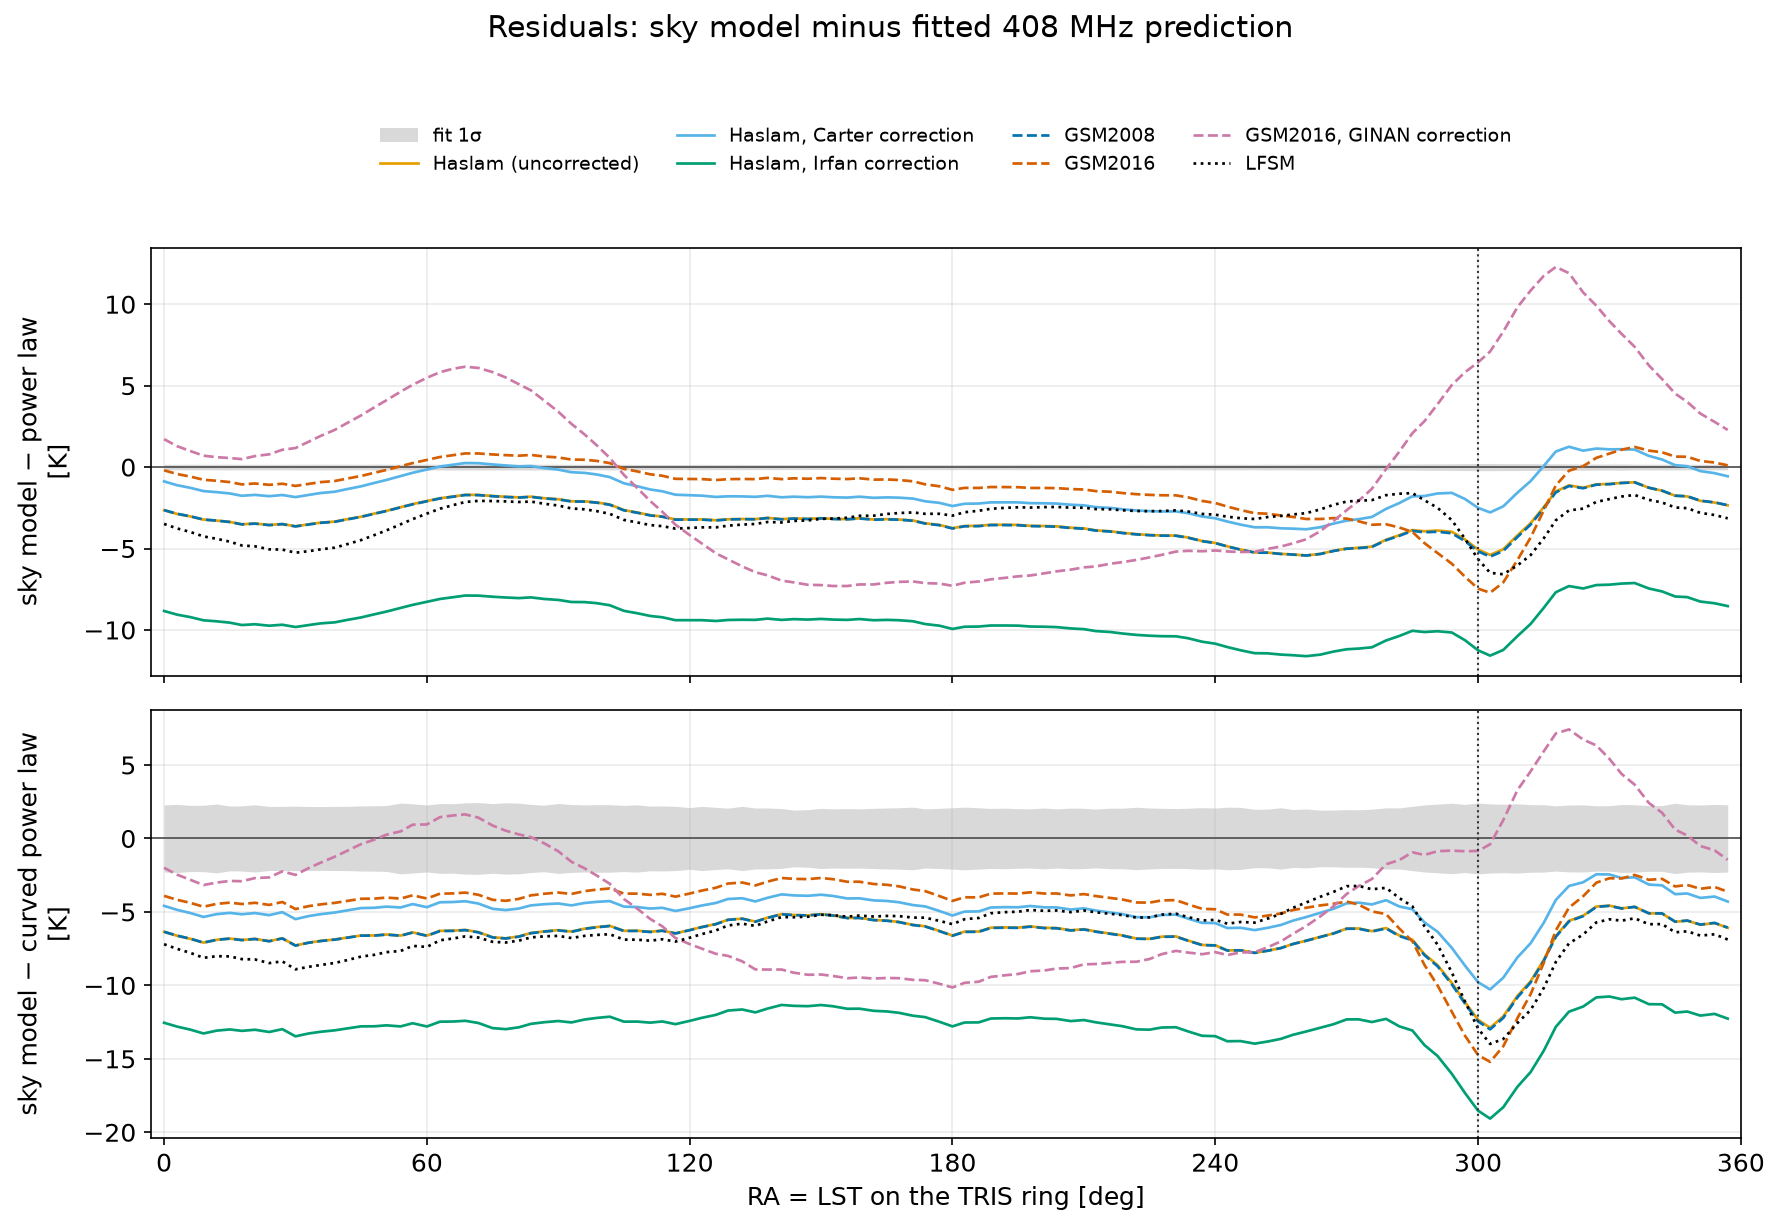 Residuals: sky model minus fitted 408 MHz prediction
fit 1σ
Haslam (uncorrected)
Haslam, Carter correction
Haslam, Irfan correction
GSM2008
GSM2016
GSM2016, GINAN correction
LFSM
sky model − power law
[K]
10
5
0
−5
−10
sky model − curved power law
[K]
5
0
−5
−10
−15
−20
0 60 120 180 240 300 360
RA = LST on the TRIS ring [deg]